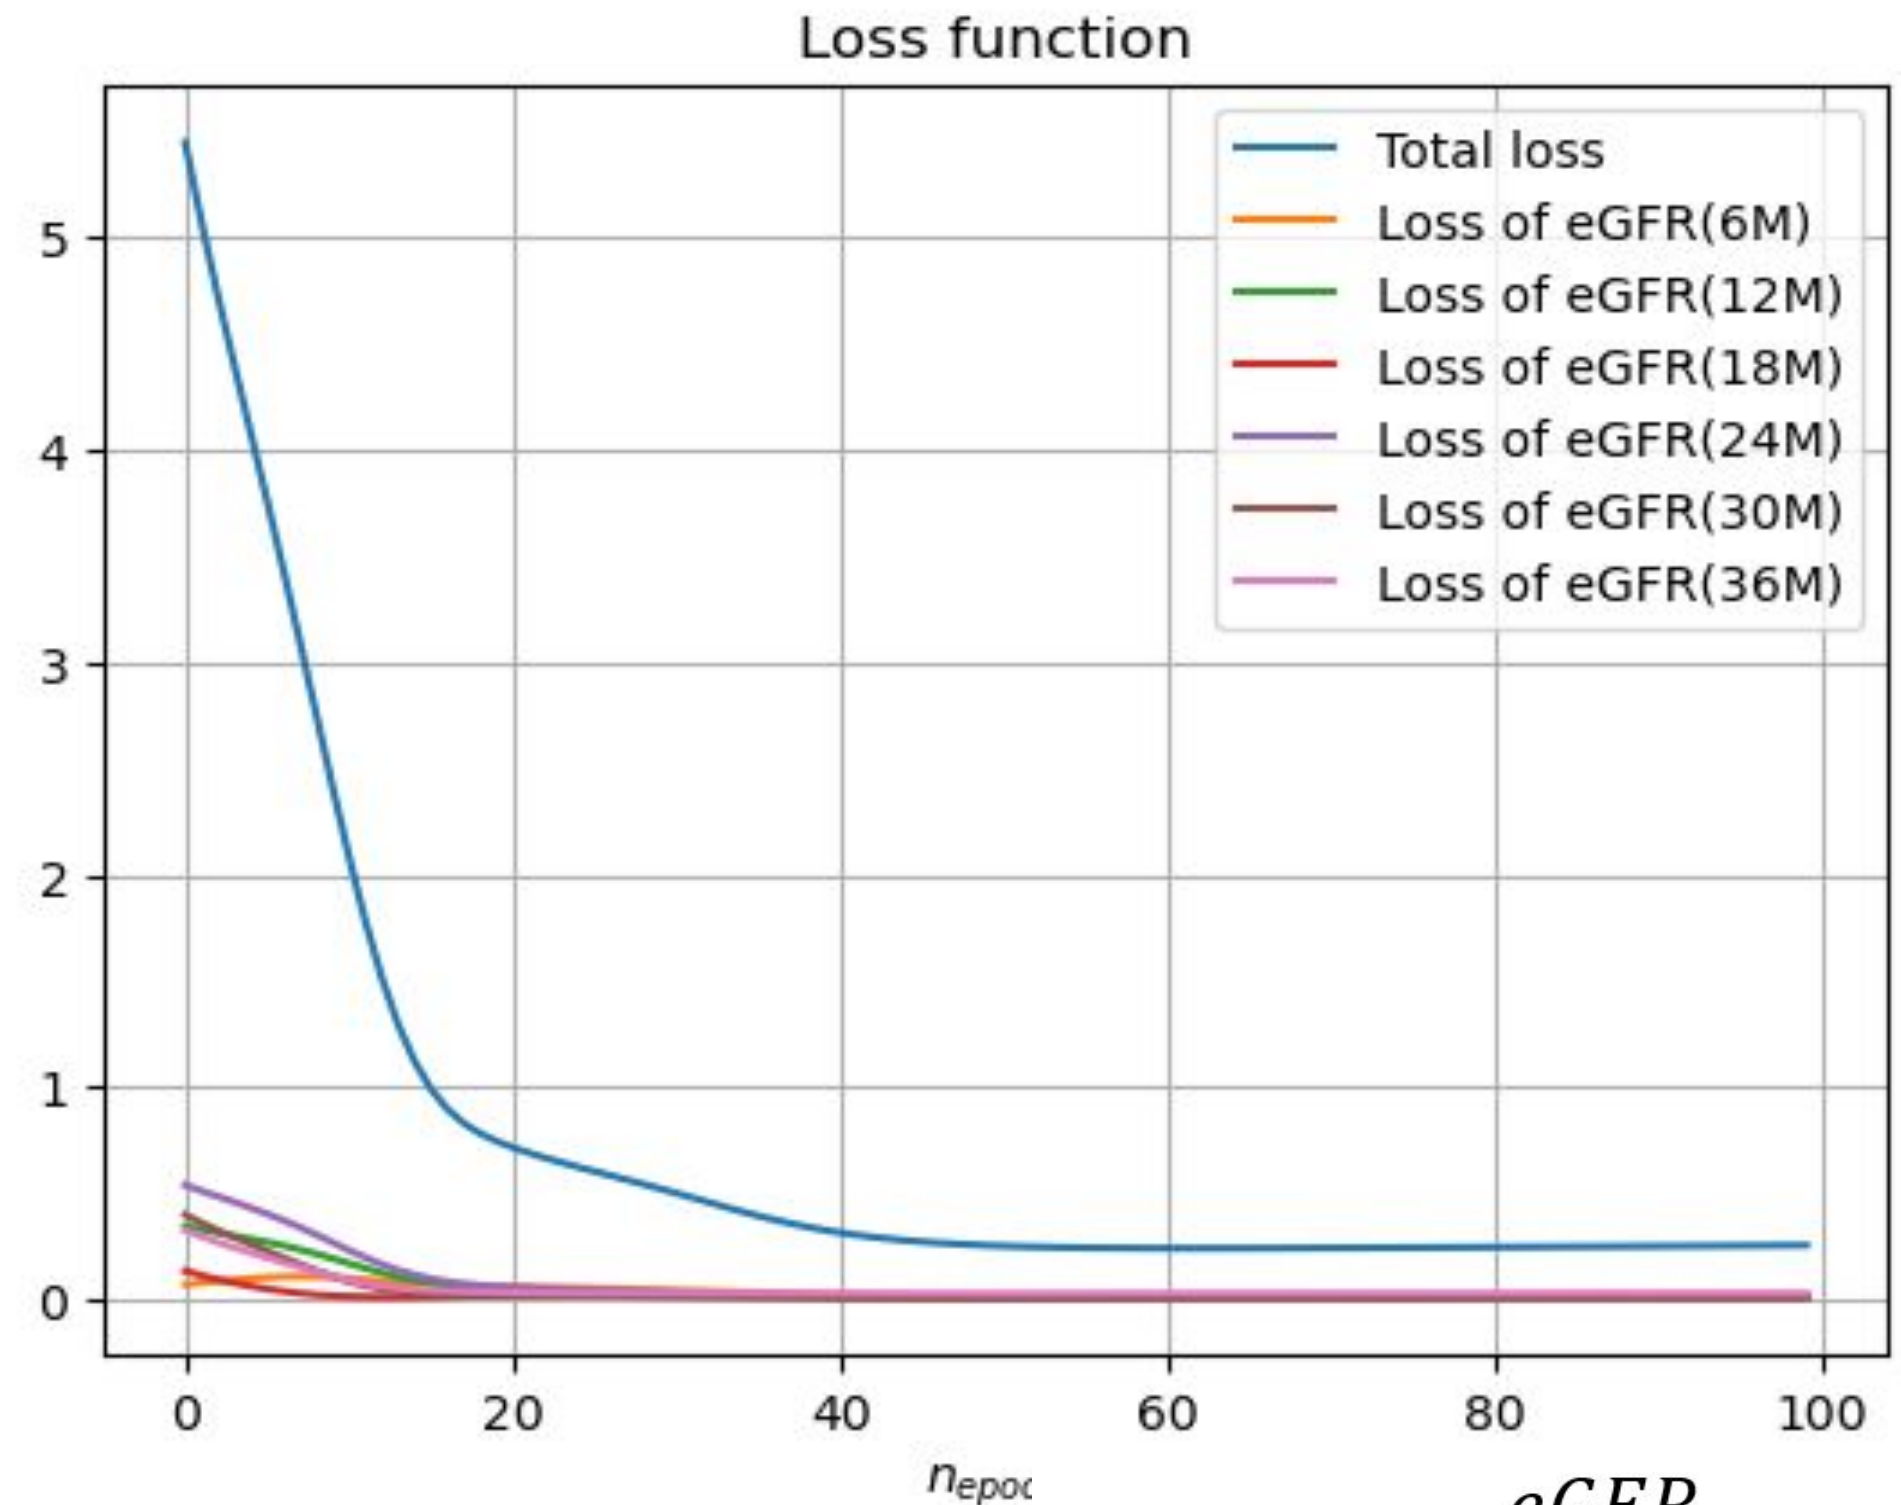 Loss function
Total loss
Loss of eGFR(6M)
Loss of eGFR(12M)
Loss of eGFR(18M)
Loss of eGFR(24M)
Loss of eGFR(30M)
Loss of eGFR(36M)
5
4
3
2
1
0
0 20 40 60 80 100
n_epoc
eGFR